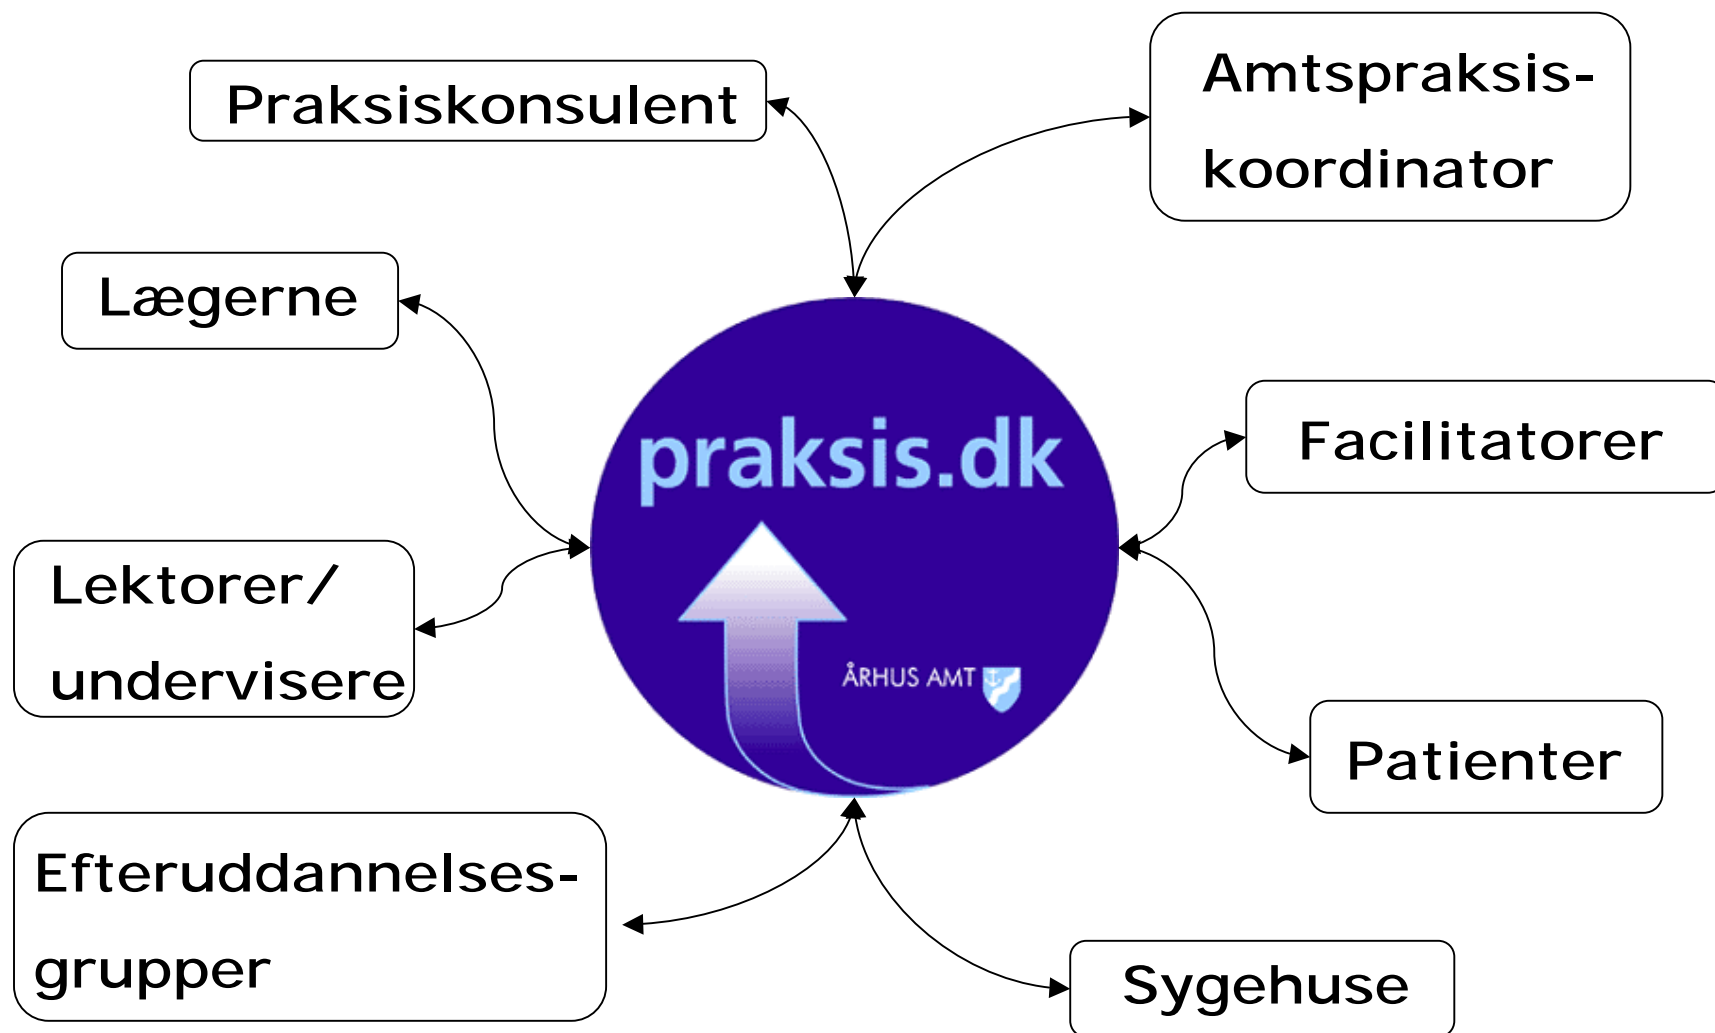 Praksiskonsulent
Amtspraksis-
koordinator
Lægerne
Facilitatorer
praksis.dk
Lektorer/
undervisere
ÅRHUS AMT
Patienter
Efteruddannelses-
grupper
Sygehuse